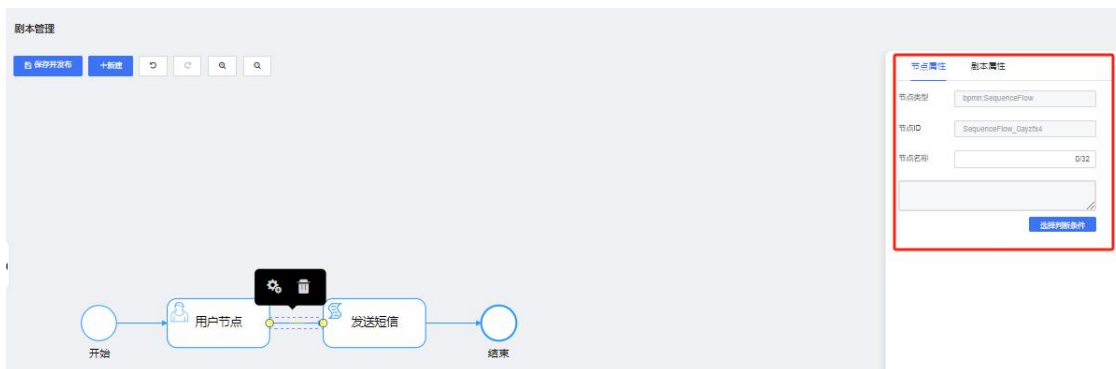 剧本管理
保存并发布 +新建
节点属性 剧本属性
节点类型 bpmn:SequenceFlow
节点ID SequenceFlow_0ayzfx4
节点名称 0/32
选择判断条件
用户节点 发送短信
开始 结束